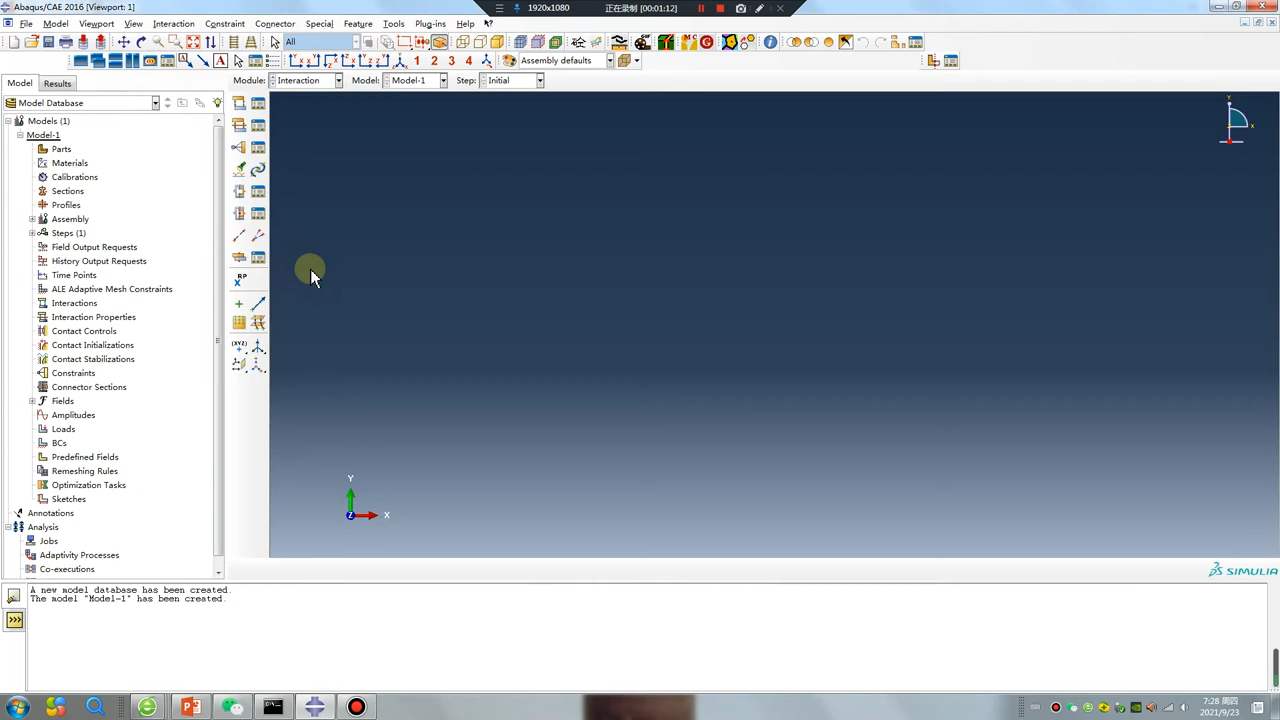 Abaqus/CAE 2016 [Viewport: 1]
1920x1080
正在录制 (00:01:12)
File
Model
Viewport
View
Interaction
Constraint
Connector
Special
Feature
Tools
Plug-ins
Help
All
Assembly defaults
1 2 3 4
Model
Results
Module:
Interaction
Model:
Model-1
Step:
Initial
Model Database
Models (1)
Model-1
Parts
Materials
Calibrations
Sections
Profiles
Assembly
Steps (1)
Field Output Requests
History Output Requests
Time Points
ALE Adaptive Mesh Constraints
Interactions
Interaction Properties
Contact Controls
Contact Initializations
Contact Stabilizations
Constraints
Connector Sections
Fields
Amplitudes
Loads
BCs
Predefined Fields
Remeshing Rules
Optimization Tasks
Sketches
Annotations
Analysis
Jobs
Adaptivity Processes
Co-executions
RP
(XYZ)
Y
X
Z
SIMULIA
A new model database has been created.
The model "Model-1" has been created.
>>>
7:28 周四
2021/9/23